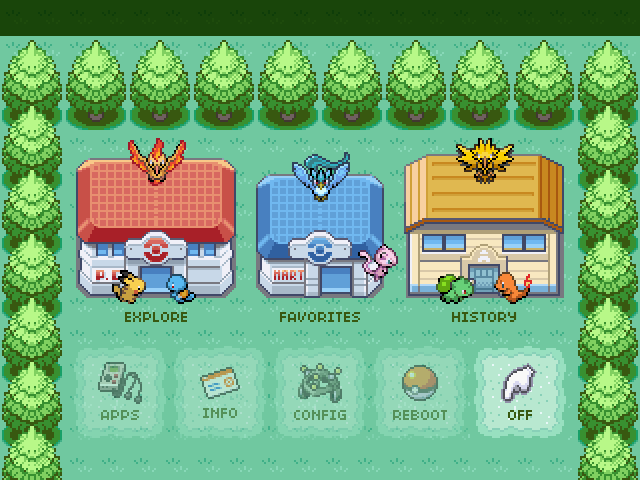 P.C
MART
EXPLORE
FAVORITES
HISTORY
APPS
INFO
CONFIG
REBOOT
OFF